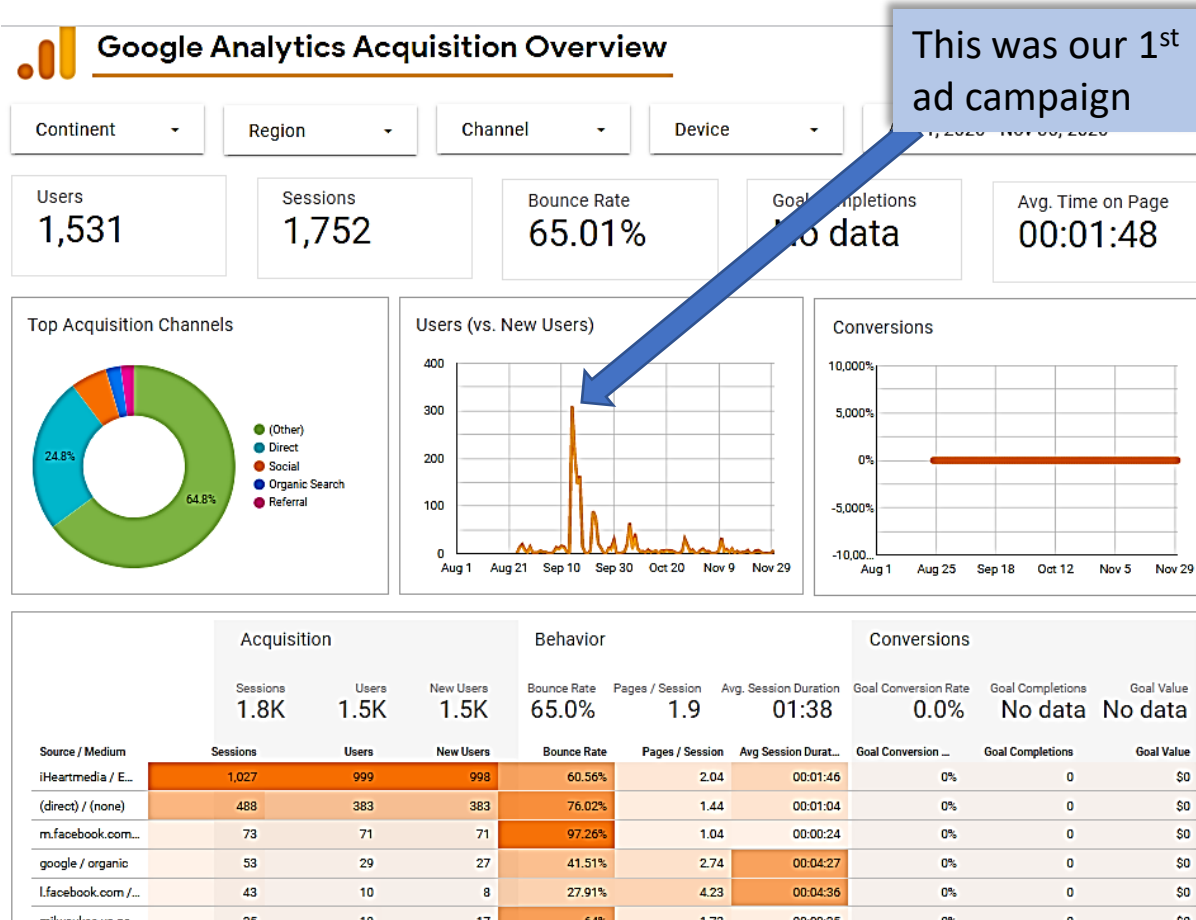 Google Analytics Acquisition Overview
This was our 1st
ad campaign
Continent
Region
Channel
Device
Users
1,531
Sessions
1,752
Bounce Rate
65.01%
Goal
No data
Avg. Time on Page
00:01:48
Top Acquisition Channels
24.8%
64.8%
(Other)
Direct
Social
Organic Search
Referral
Users (vs. New Users)
400
300
200
100
0
Aug 1 Aug 21 Sep 10 Sep 30 Oct 20 Nov 9 Nov 29
Conversions
10,000%
5,000%
0%
-5,000%
-10,00...
Aug 1 Aug 25 Sep 18 Oct 12 Nov 5 Nov 29
Acquisition Behavior Conversions
Sessions Users New Users Bounce Rate Pages / Session Avg. Session Duration Goal Conversion Rate Goal Completions Goal Value
1.8K 1.5K 1.5K 65.0% 1.9 01:38 0.0% No data No data
Source / Medium Sessions Users New Users Bounce Rate Pages / Session Avg Session Durat... Goal Conversion ... Goal Completions Goal Value
iHeartmedia / E... 1,027 999 998 60.56% 2.04 00:01:46 0% 0 $0
(direct) / (none) 488 383 383 76.02% 1.44 00:01:04 0% 0 $0
m.facebook.com... 73 71 71 97.26% 1.04 00:00:24 0% 0 $0
google / organic 53 29 27 41.51% 2.74 00:04:27 0% 0 $0
l.facebook.com /... 43 10 8 27.91% 4.23 00:04:36 0% 0 $0